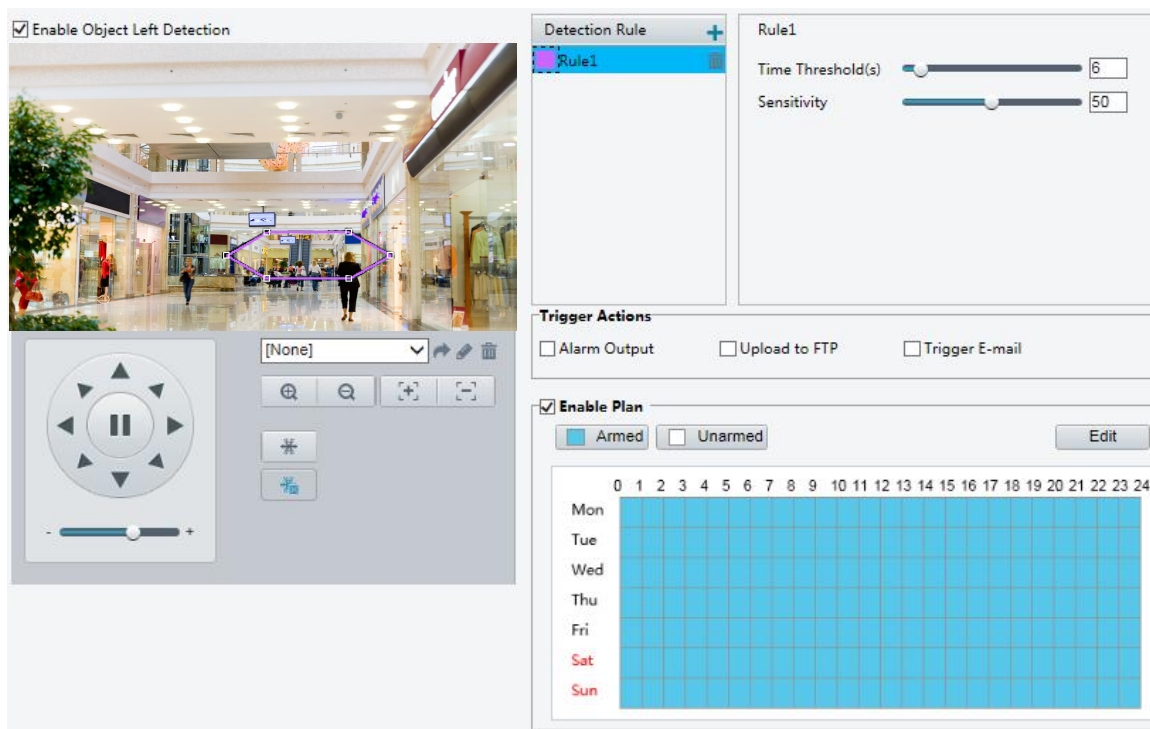 Enable Object Left Detection
Detection Rule
Rule1
Rule1
Time Threshold(s) 6
Sensitivity 50
[None]
- +
Trigger Actions
Alarm Output Upload to FTP Trigger E-mail
Enable Plan
Armed Unarmed Edit
0 1 2 3 4 5 6 7 8 9 10 11 12 13 14 15 16 17 18 19 20 21 22 23 24
Mon
Tue
Wed
Thu
Fri
Sat
Sun